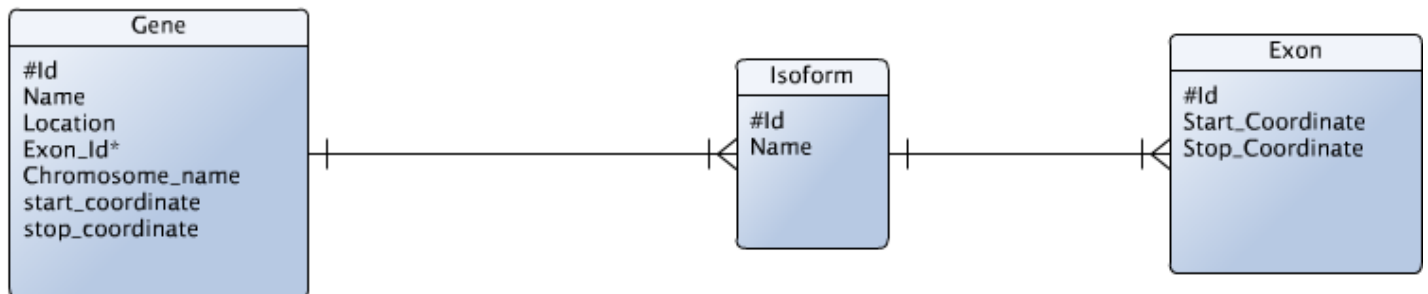 Gene
#Id
Name
Location
Exon_Id*
Chromosome_name
start_coordinate
stop_coordinate
Isoform
#Id
Name
Exon
#Id
Start_Coordinate
Stop_Coordinate